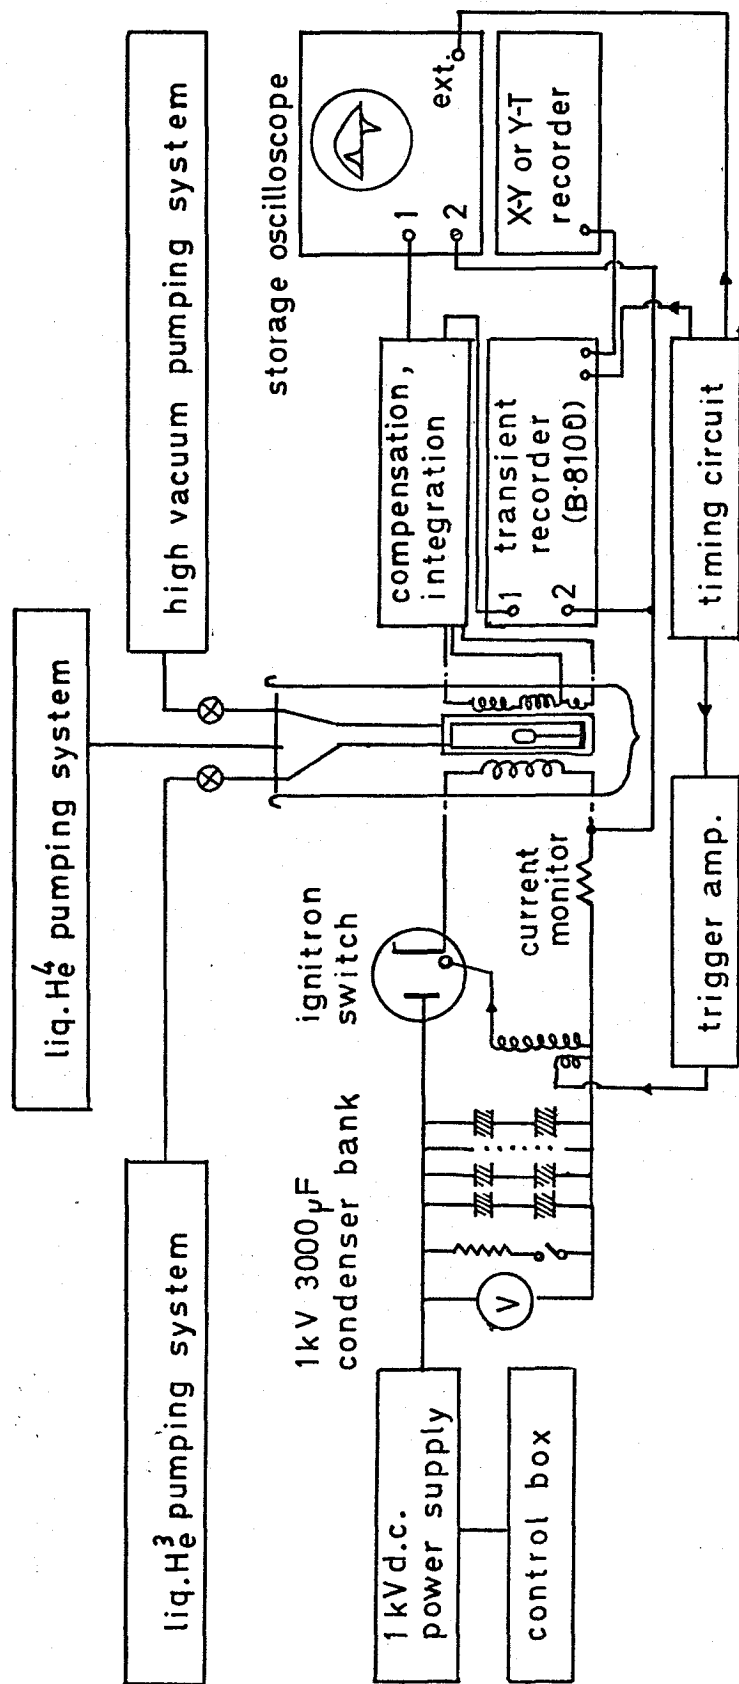 liq.He⁴ pumping system
liq.He³ pumping system
high vacuum pumping system
1kV 3000μF
condenser bank
ignitron
switch
storage oscilloscope
1
2
ext.
1kV d.c.
power supply
V
compensation,
integration
control box
current
monitor
1
transient
recorder
(B·8100)
2
X-Y or Y-T
recorder
trigger amp.
timing circuit